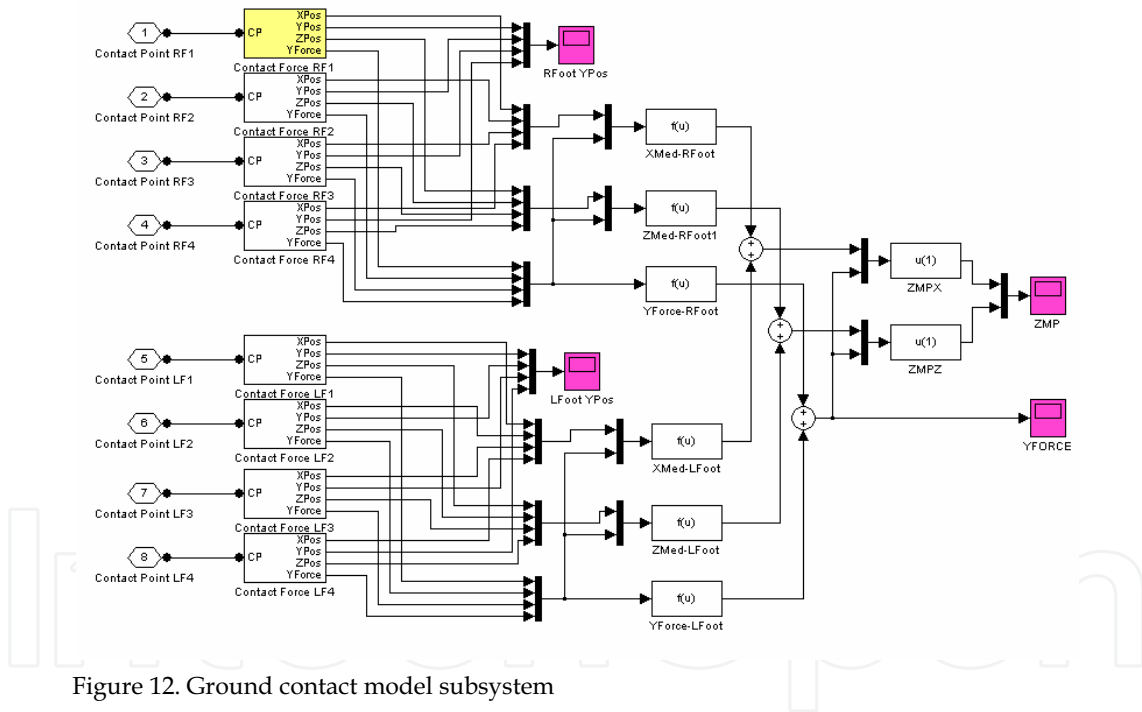 1
Contact Point RF1
CP
XPos
YPos
ZPos
YForce
Contact Force RF1
2
Contact Point RF2
CP
XPos
YPos
ZPos
YForce
Contact Force RF2
3
Contact Point RF3
CP
XPos
YPos
ZPos
YForce
Contact Force RF3
4
Contact Point RF4
CP
XPos
YPos
ZPos
YForce
Contact Force RF4
RFoot YPos
f(u)
XMed-RFoot
f(u)
ZMed-RFoot1
f(u)
YForce-RFoot
+
+
+
+
u(1)
ZMPX
u(1)
ZMPZ
ZMP
5
Contact Point LF1
CP
XPos
YPos
ZPos
YForce
Contact Force LF1
6
Contact Point LF2
CP
XPos
YPos
ZPos
YForce
Contact Force LF2
7
Contact Point LF3
CP
XPos
YPos
ZPos
YForce
Contact Force LF3
8
Contact Point LF4
CP
XPos
YPos
ZPos
YForce
Contact Force LF4
LFoot YPos
f(u)
XMed-LFoot
f(u)
ZMed-LFoot
f(u)
YForce-LFoot
+
+
YFORCE
Figure 12. Ground contact model subsystem